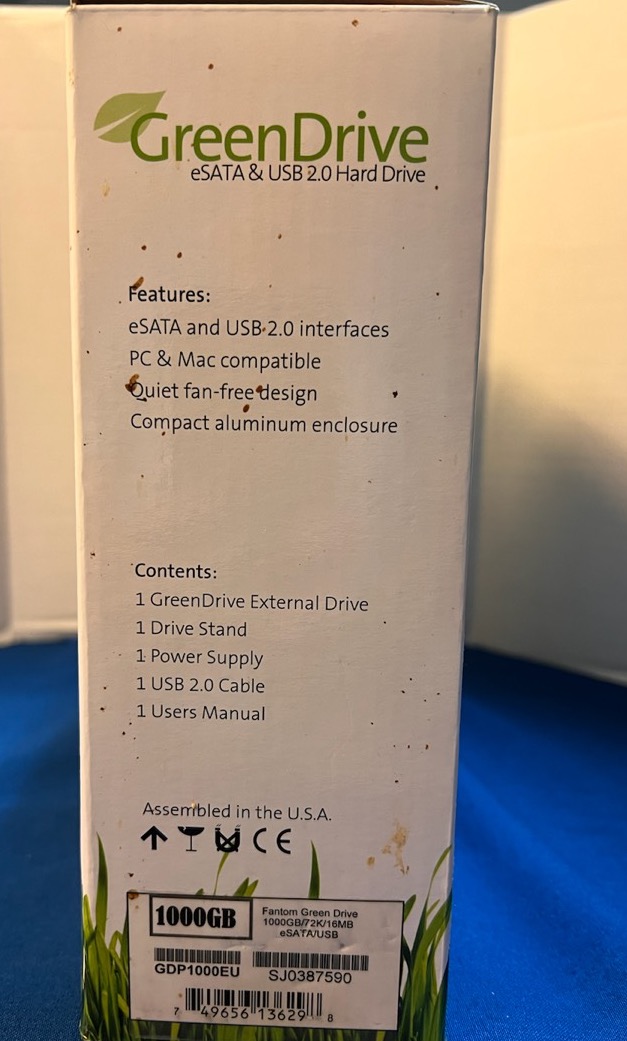 GreenDrive
eSATA & USB 2.0 Hard Drive
Features:
eSATA and USB 2.0 interfaces
PC & Mac compatible
Quiet fan-free design
Compact aluminum enclosure
Contents:
1 GreenDrive External Drive
1 Drive Stand
1 Power Supply
1 USB 2.0 Cable
1 Users Manual
Assembled in the U.S.A.
CE
1000GB
Fantom Green Drive
1000GB/72K/16MB
eSATA/USB
GDP1000EU
SJ0387590
7 49656 13629 8